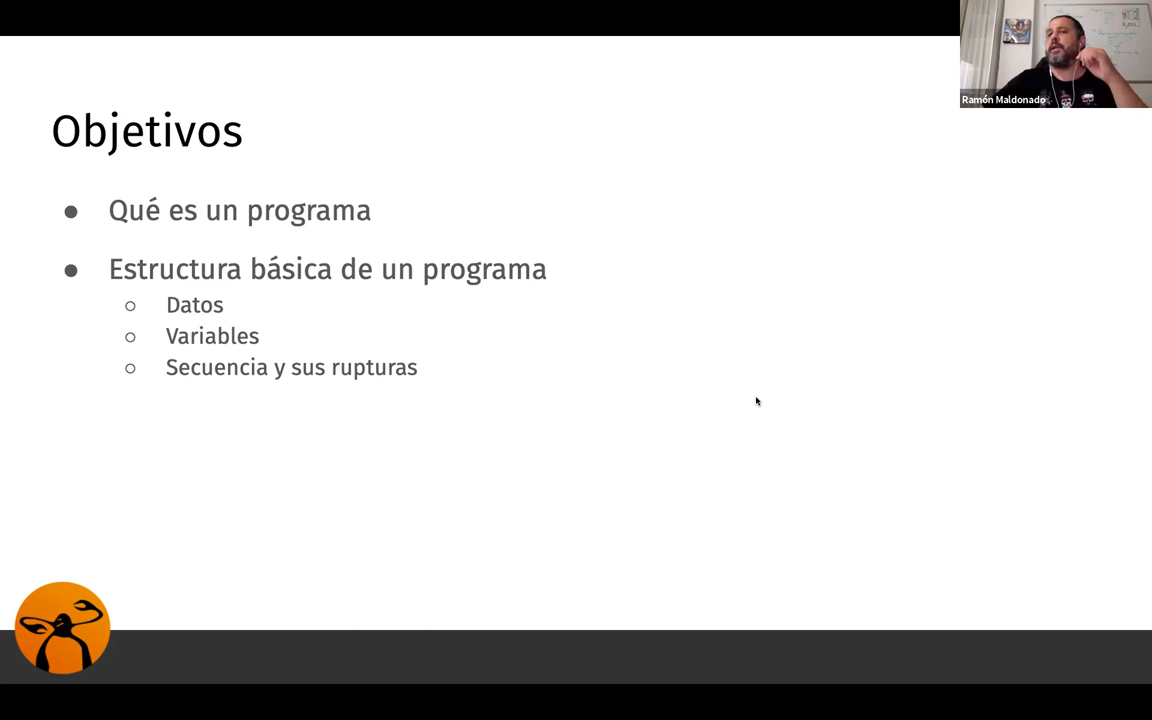 Ramón Maldonado
Objetivos
● Qué es un programa
● Estructura básica de un programa
○ Datos
○ Variables
○ Secuencia y sus rupturas